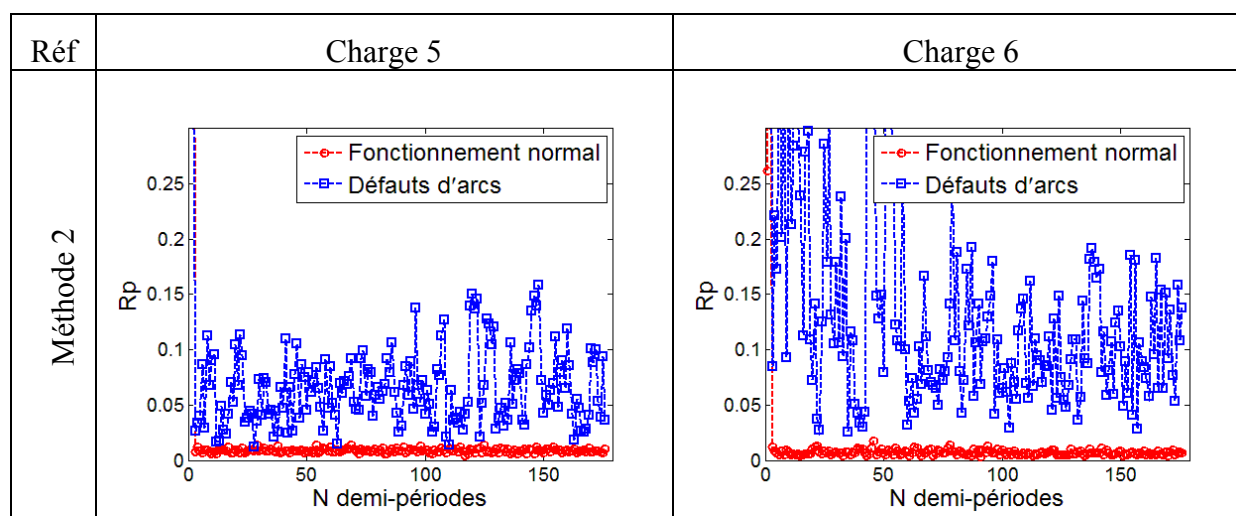 Réf
Charge 5
Charge 6
Méthode 2
Fonctionnement normal
Défauts d'arcs
0.25
0.2
0.15
0.1
0.05
0
Rp
50
100
150
N demi-périodes
Fonctionnement normal
Défauts d'arcs
0.25
0.2
0.15
0.1
0.05
0
Rp
0
50
100
150
N demi-périodes